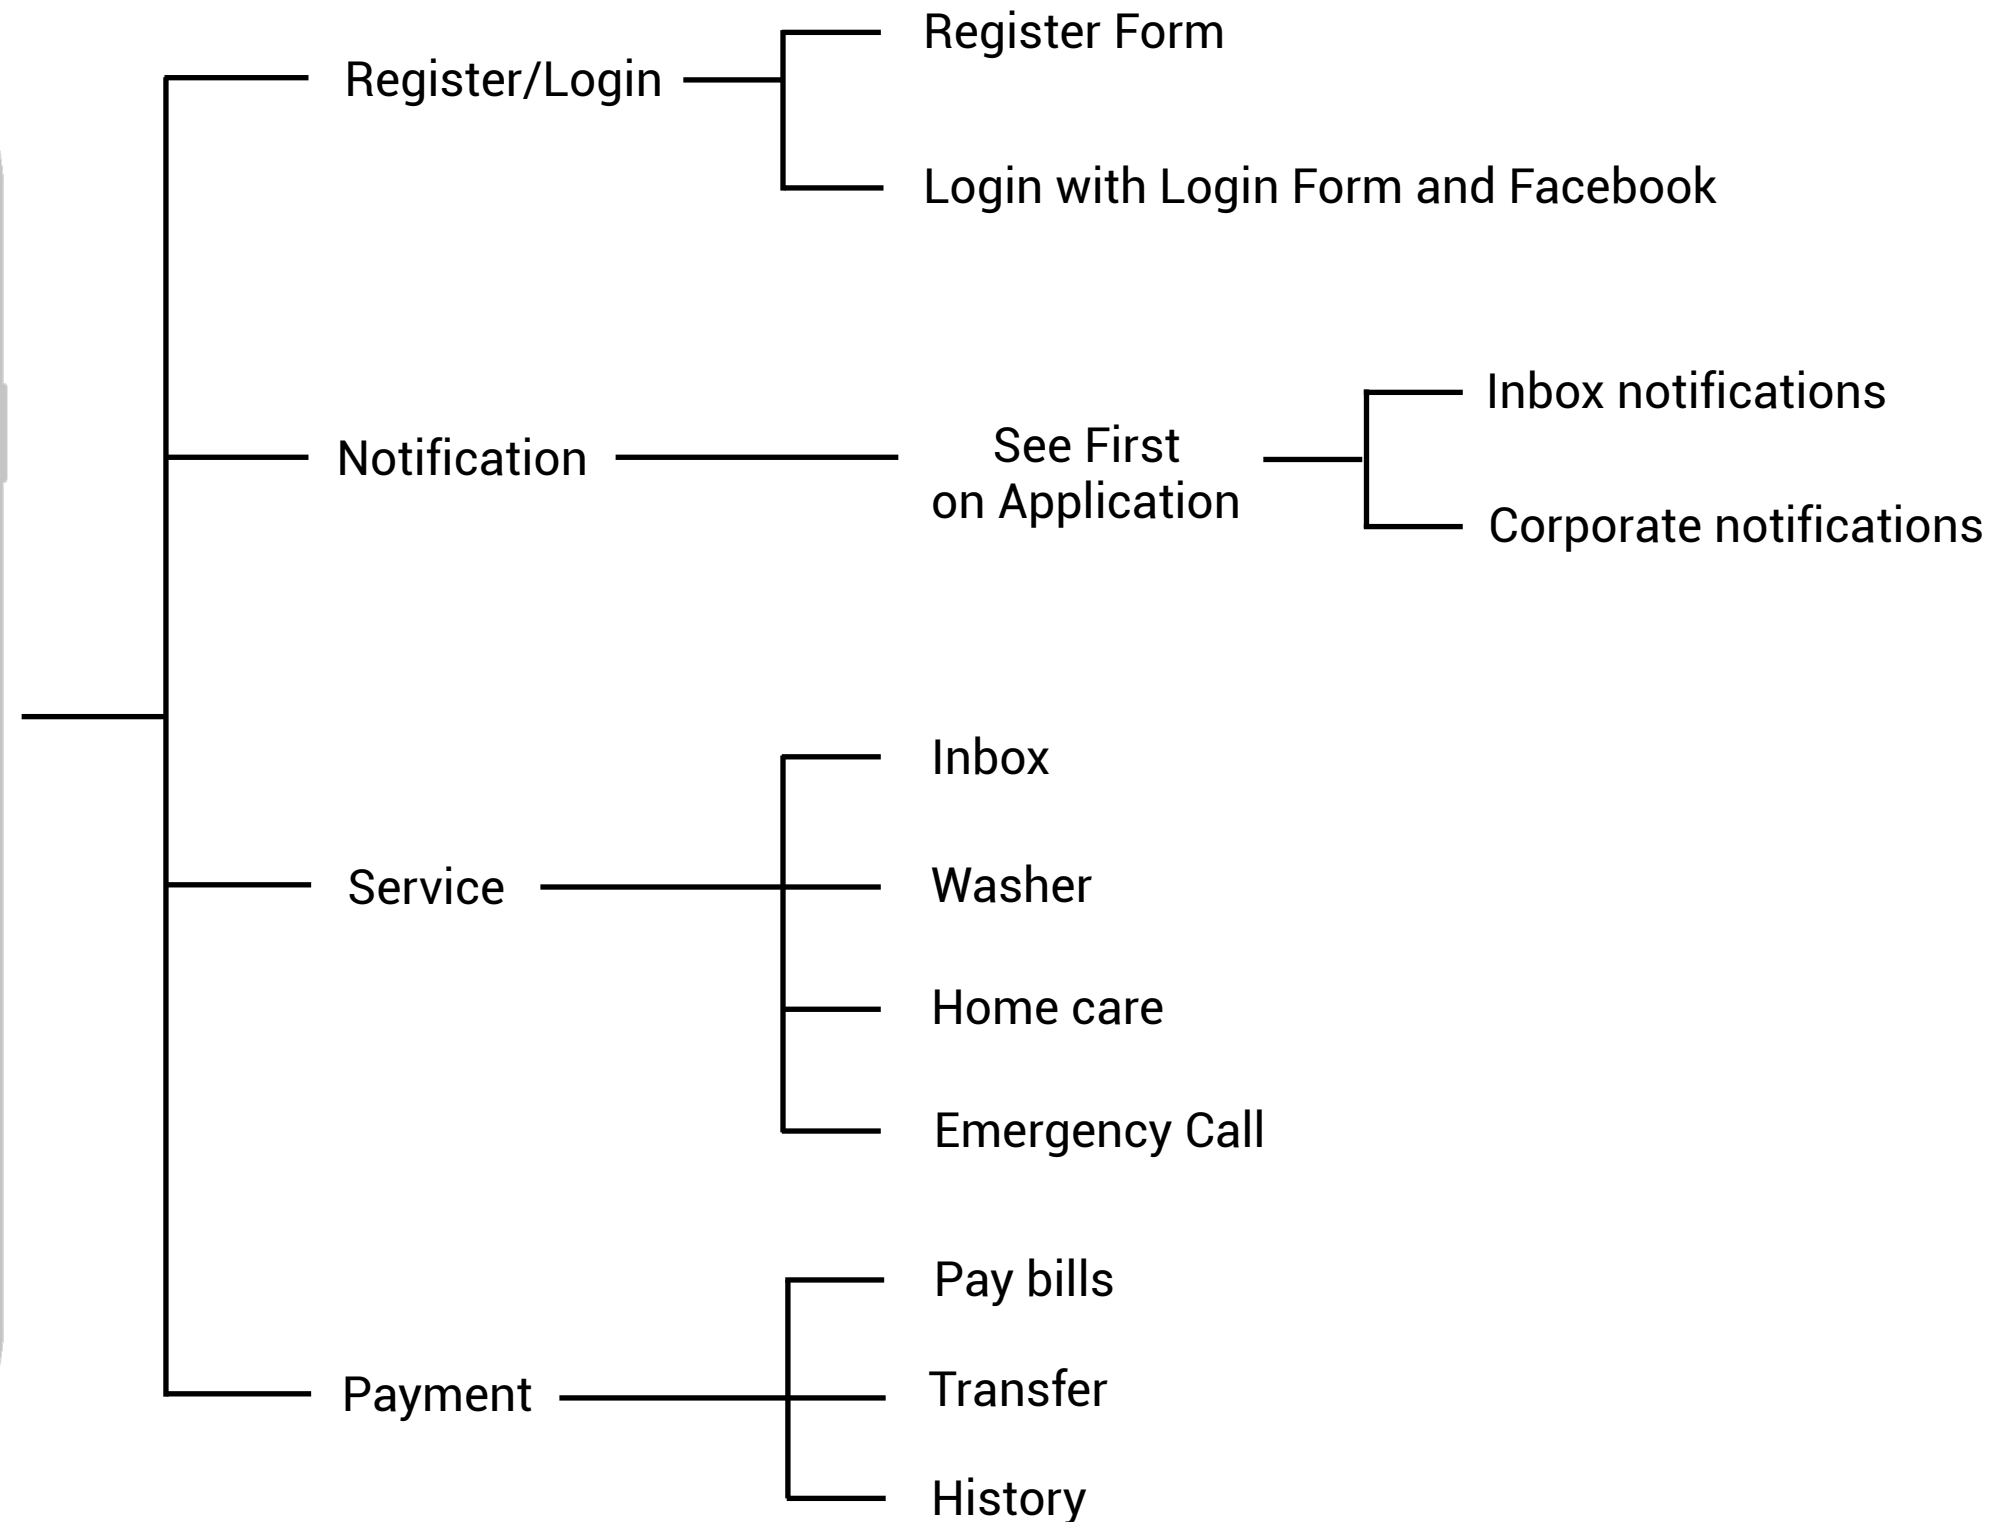 Register/Login
Register Form
Login with Login Form and Facebook
Notification
See First
on Application
Inbox notifications
Corporate notifications
Service
Inbox
Washer
Home care
Emergency Call
Payment
Pay bills
Transfer
History